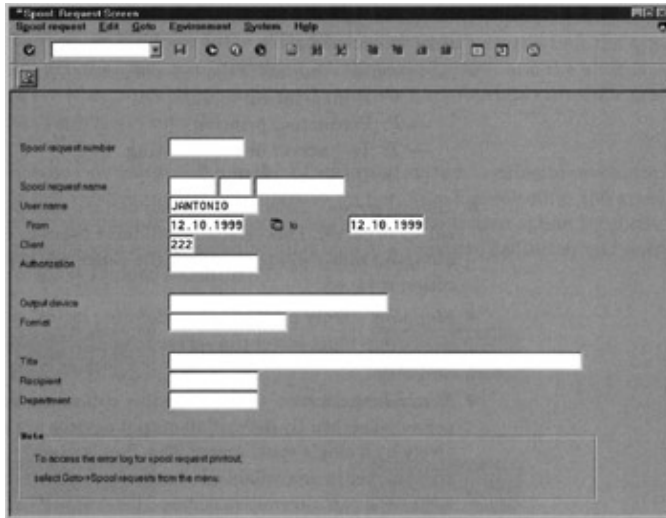 Spool Request Screen
Spool request Edit Goto Environment System Help
Spool request number
Spool request name
User name JANTONIO
From 12.10.1999 to 12.10.1999
Client 222
Authorization
Output device
Format
Title
Recipient
Department
Note
To access the error log for spool request printout,
select Goto→Spool requests from the menu.